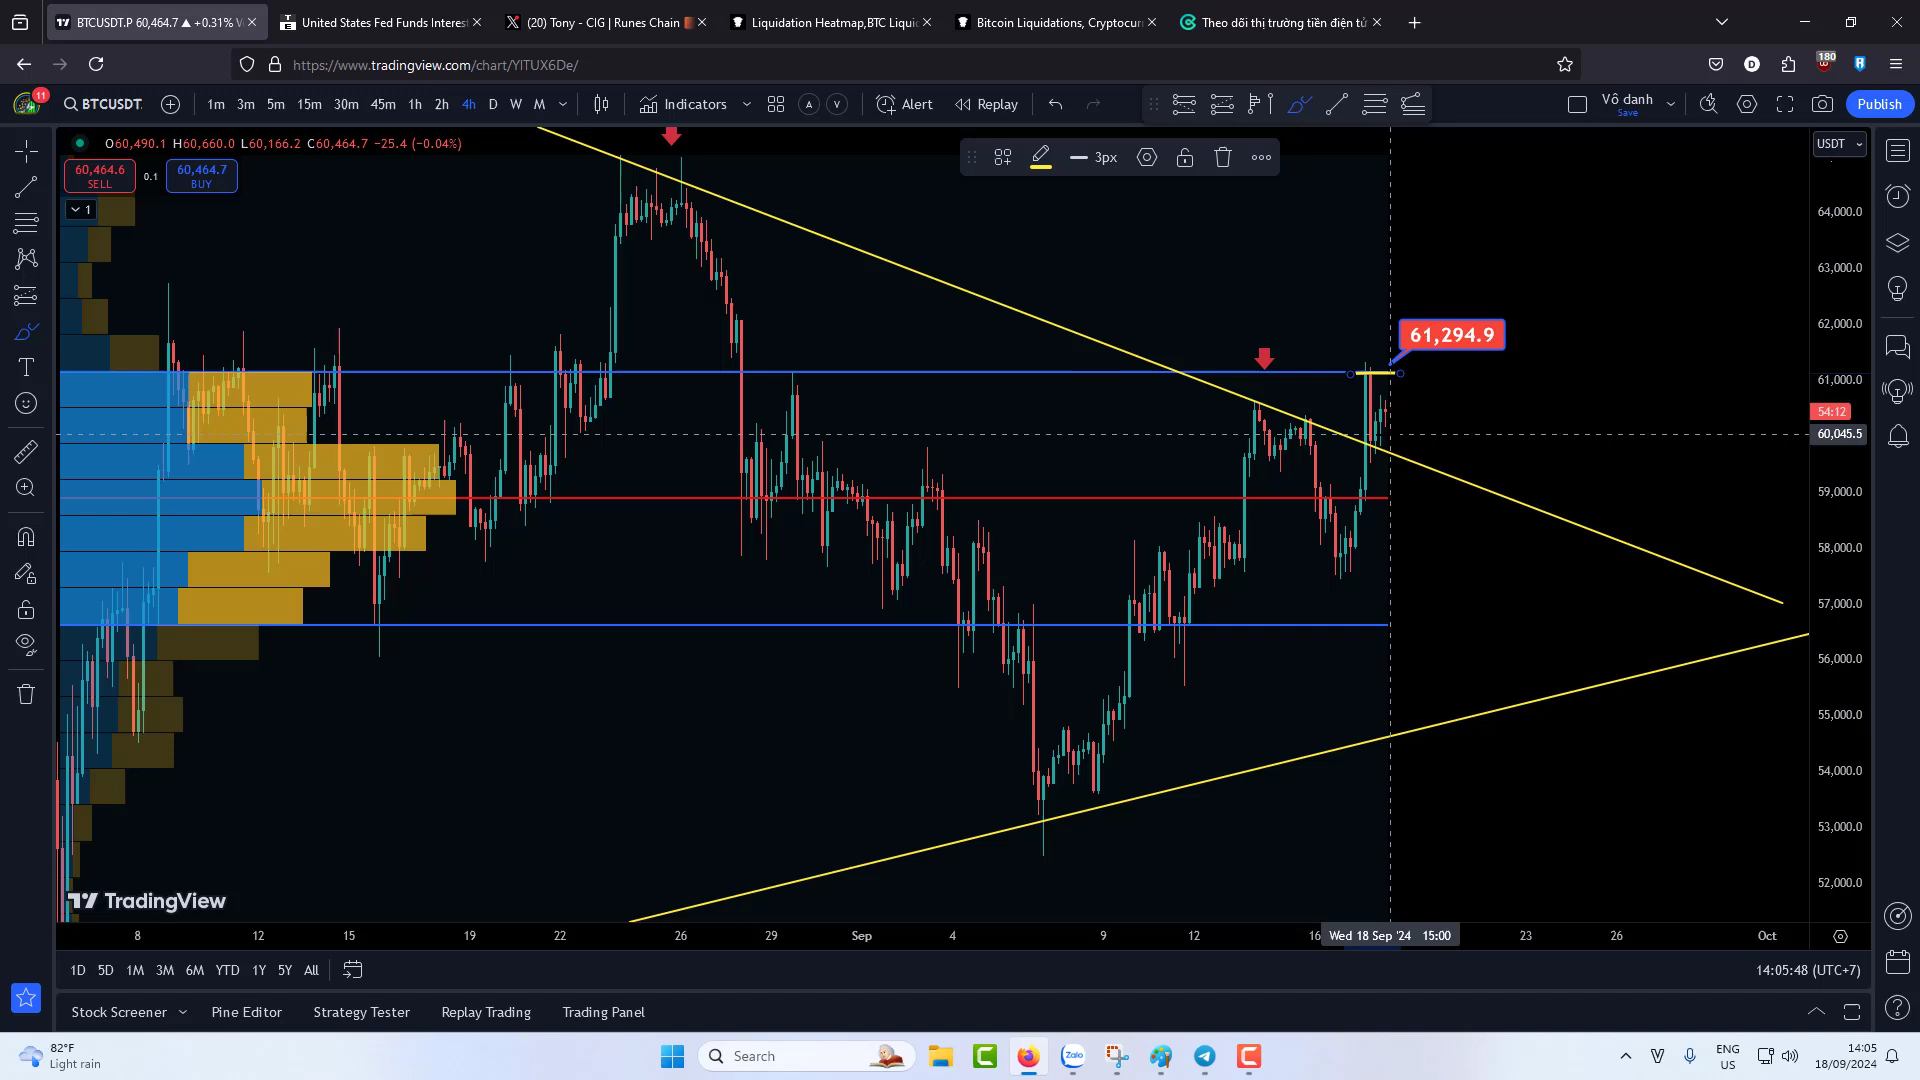 BTCUSDT.P 60,464.7 ▲ +0.31% V
United States Fed Funds Interest
(20) Tony - CIG | Runes Chain
Liquidation Heatmap,BTC Liquid
Bitcoin Liquidations, Cryptocurr
Theo dõi thị trường tiền điện tử
https://www.tradingview.com/chart/YlTUX6De/
180
11
BTCUSDT.
1m 3m 5m 15m 30m 45m 1h 2h 4h D W M
Indicators
A V
Alert
Replay
Vô danh
Save
Publish
O60,490.1 H60,660.0 L60,166.2 C60,464.7 −25.4 (−0.04%)
60,464.6
SELL
0.1
60,464.7
BUY
1
3px
USDT
61,294.9
64,000.0
63,000.0
62,000.0
61,000.0
54:12
60,045.5
59,000.0
58,000.0
57,000.0
56,000.0
55,000.0
54,000.0
53,000.0
52,000.0
TradingView
8 12 15 19 22 26 29 Sep 4 9 12 16 Wed 18 Sep '24 15:00 23 26 Oct
1D 5D 1M 3M 6M YTD 1Y 5Y All
14:05:48 (UTC+7)
Stock Screener Pine Editor Strategy Tester Replay Trading Trading Panel
82°F
Light rain
Search
Zalo
ENG
US
14:05
18/09/2024